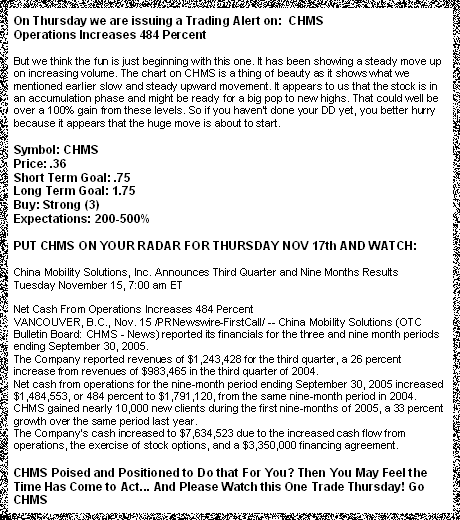 On Thursday we are issuing a Trading Alert on:  CHMS
Operations Increases 484 Percent
But we think the fun is just beginning with this one. It has been showing a steady move up
on increasing volume. The chart on CHMS is a thing of beauty as it shows what we
mentioned earlier slow and steady upward movement. It appears to us that the stock is in
an accumulation phase and might be ready for a big pop to new highs. That could well be
over a 100% gain from these levels. So if you haven't done your DD yet, you better hurry
because it appears that the huge move is about to start.
Symbol: CHMS
Price: .36
Short Term Goal: .75
Long Term Goal: 1.75
Buy: Strong (3)
Expectations: 200-500%
PUT CHMS ON YOUR RADAR FOR THURSDAY NOV 17th AND WATCH:
China Mobility Solutions, Inc. Announces Third Quarter and Nine Months Results
Tuesday November 15, 7:00 am ET
Net Cash From Operations Increases 484 Percent
VANCOUVER, B.C., Nov. 15 /PRNewswire-FirstCall/ -- China Mobility Solutions (OTC
Bulletin Board: CHMS - News) reported its financials for the three and nine month periods
ending September 30, 2005.
The Company reported revenues of $1,243,428 for the third quarter, a 26 percent
increase from revenues of $983,465 in the third quarter of 2004.
Net cash from operations for the nine-month period ending September 30, 2005 increased
$1,484,553, or 484 percent to $1,791,120, from the same nine-month period in 2004.
CHMS gained nearly 10,000 new clients during the first nine-months of 2005, a 33 percent
growth over the same period last year.
The Company's cash increased to $7,634,523 due to the increased cash flow from
operations, the exercise of stock options, and a $3,350,000 financing agreement.
CHMS Poised and Positioned to Do that For You? Then You May Feel the
Time Has Come to Act... And Please Watch this One Trade Thursday! Go
CHMS